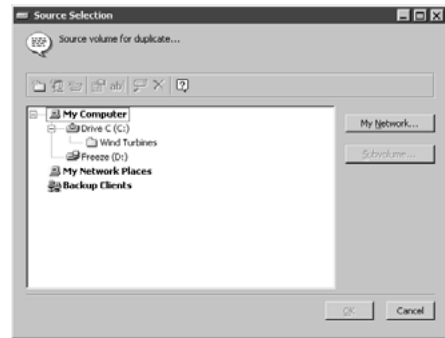 Source Selection
Source volume for duplicate...
ab
My Computer
Drive C (C:)
Wind Turbines
Freeze (D:)
My Network Places
Backup Clients
My Network...
Subvolume...
OK
Cancel